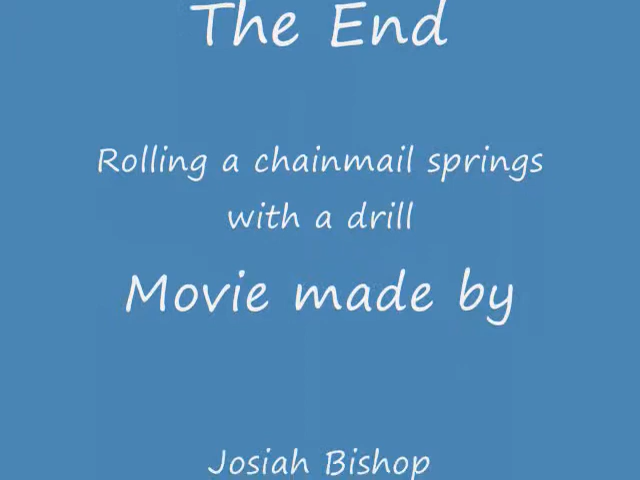 The End
Rolling a chainmail springs
with a drill
Movie made by
Josiah Bishop